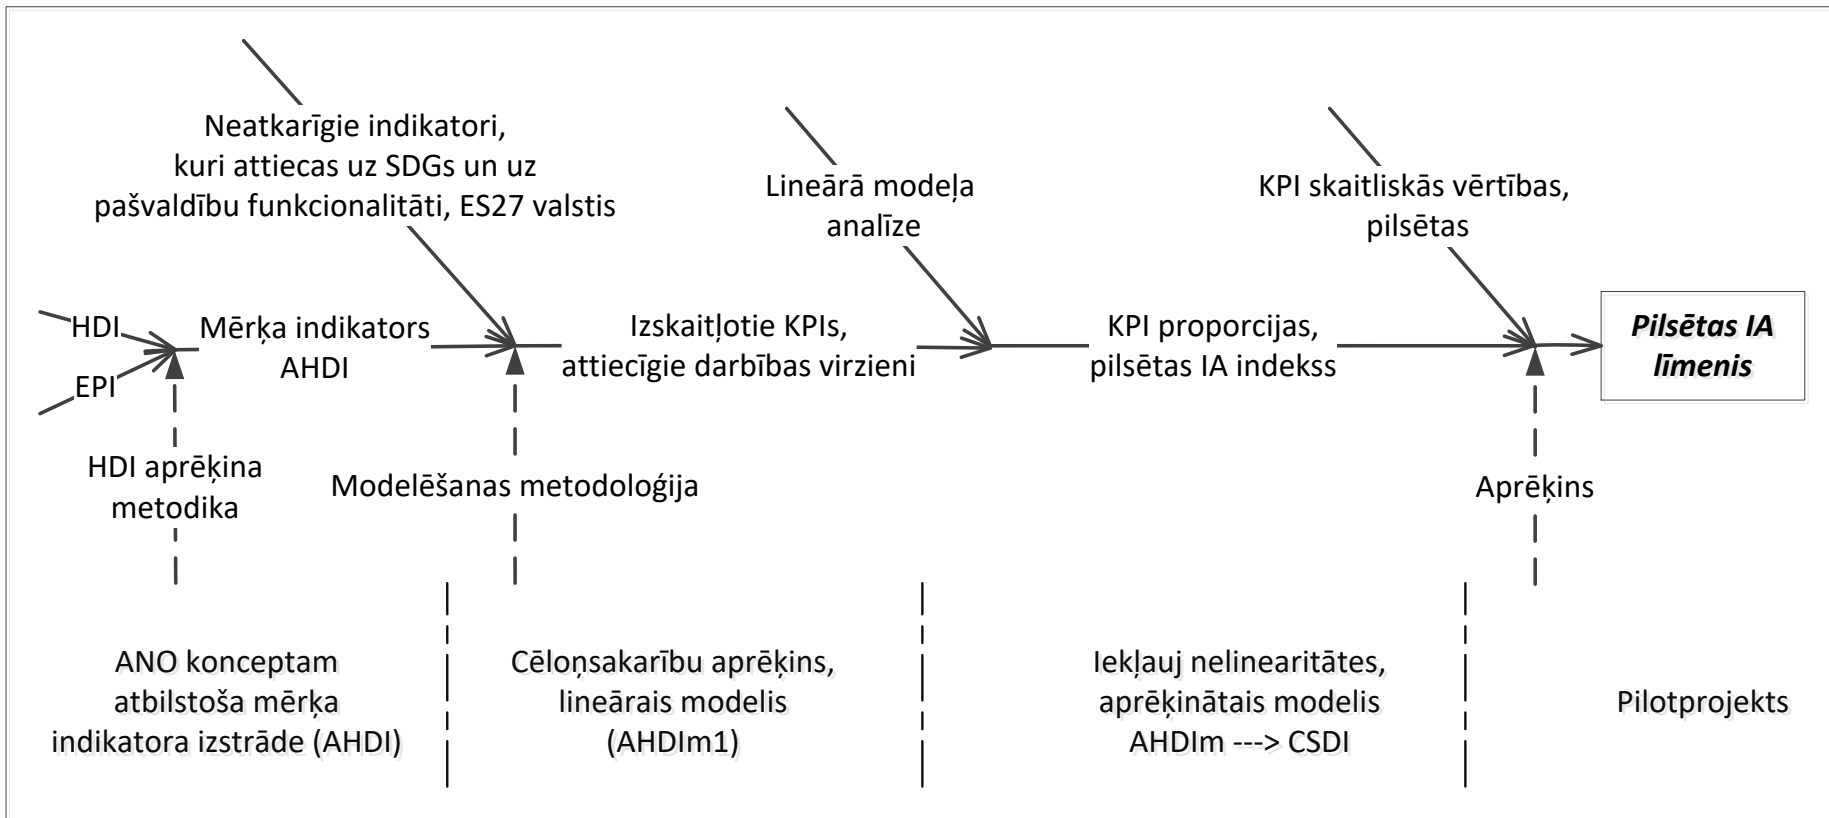 Neatkarīgie indikatori,
kuri attiecas uz SDGs un uz
pašvaldību funkcionalitāti, ES27 valstis
Lineārā modeļa
analīze
KPI skaitliskās vērtības,
pilsētas
HDI
EPI
Mērķa indikators
AHDI
Izskaitļotie KPIs,
attiecīgie darbības virzieni
KPI proporcijas,
pilsētas IA indekss
Pilsētas IA
līmenis
HDI aprēķina
metodika
Modelēšanas metodoloģija
Aprēķins
ANO konceptam
atbilstoša mērķa
indikatora izstrāde (AHDI)
Cēloņsakarību aprēķins,
lineārais modelis
(AHDIm1)
Iekļauj nelinearitātes,
aprēķinātais modelis
AHDIm ---> CSDI
Pilotprojekts